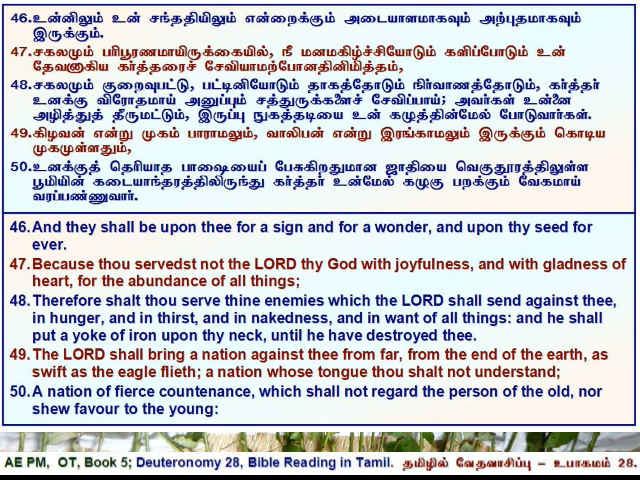 46.உன்னிலும் உன் சந்ததியிலும் என்றைக்கும் அடையாளமாகவும் அற்புதமாகவும்
இருக்கும்.
47.சகலமும் பரிபூரணமாயிருக்கையில், நீ மனமகிழ்ச்சியோடும் களிப்போடும் உன்
தேவனாகிய கர்த்தரைச் சேவியாமற்போனதினிமித்தம்,
48.சகலமும் குறைவுபட்டு, பட்டினியோடும் தாகத்தோடும் நிர்வாணத்தோடும், கர்த்தர்
உனக்கு விரோதமாய் அனுப்பும் சத்துருக்களைச் சேவிப்பாய்; அவர்கள் உன்னை
அழித்துத் தீருமட்டும், இருப்பு நுகத்தடியை உன் கழுத்தின்மேல் போடுவார்கள்.
49.கிழவன் என்று முகம் பாராமலும், வாலிபன் என்று இரங்காமலும் இருக்கும் கொடிய
முகமுள்ளதும்,
50.உனக்குத் தெரியாத பாஷையைப் பேசுகிறதுமான ஜாதியை வெகுதூரத்திலுள்ள
பூமியின் கடையாந்தரத்திலிருந்து கர்த்தர் உன்மேல் கழுகு பறக்கும் வேகமாய்
வரப்பண்ணுவார்.
46.And they shall be upon thee for a sign and for a wonder, and upon thy seed for
ever.
47.Because thou servedst not the LORD thy God with joyfulness, and with gladness of
heart, for the abundance of all things;
48.Therefore shalt thou serve thine enemies which the LORD shall send against thee,
in hunger, and in thirst, and in nakedness, and in want of all things: and he shall
put a yoke of iron upon thy neck, until he have destroyed thee.
49.The LORD shall bring a nation against thee from far, from the end of the earth, as
swift as the eagle flieth; a nation whose tongue thou shalt not understand;
50.A nation of fierce countenance, which shall not regard the person of the old, nor
shew favour to the young:
AE PM, OT, Book 5; Deuteronomy 28, Bible Reading in Tamil. தமிழில் வேதவாசிப்பு – உபாகமம் 28.